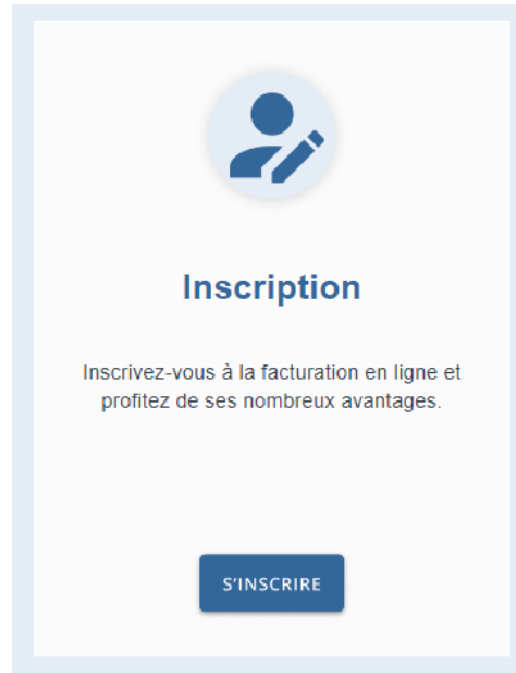 Inscription
Inscrivez-vous à la facturation en ligne et
profitez de ses nombreux avantages.
S'INSCRIRE